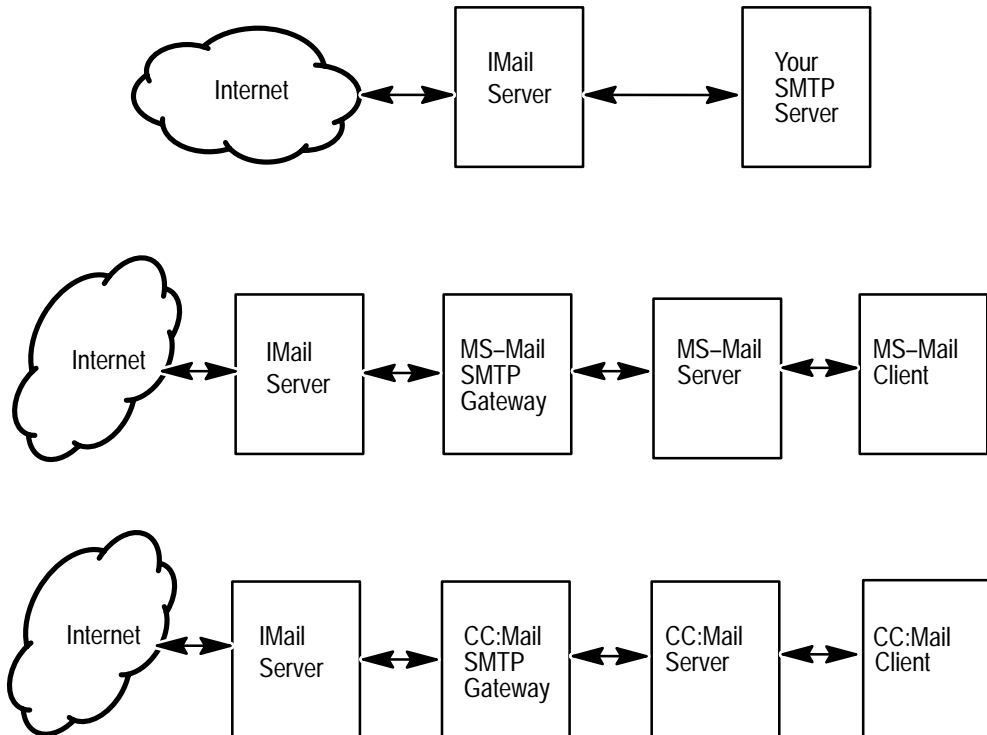 Internet
IMail
Server
Your
SMTP
Server
Internet
IMail
Server
MS–Mail
SMTP
Gateway
MS–Mail
Server
MS–Mail
Client
Internet
IMail
Server
CC:Mail
SMTP
Gateway
CC:Mail
Server
CC:Mail
Client